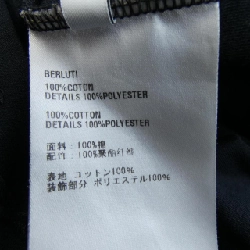 BERLUTI
100%COTON
DETAILS 100%POLYESTER
100%COTTON
DETAILS 100%POLYESTER
面料：100%棉
配件：100%聚酯纤维
表地 コットン100%
装飾部分 ポリエステル100%